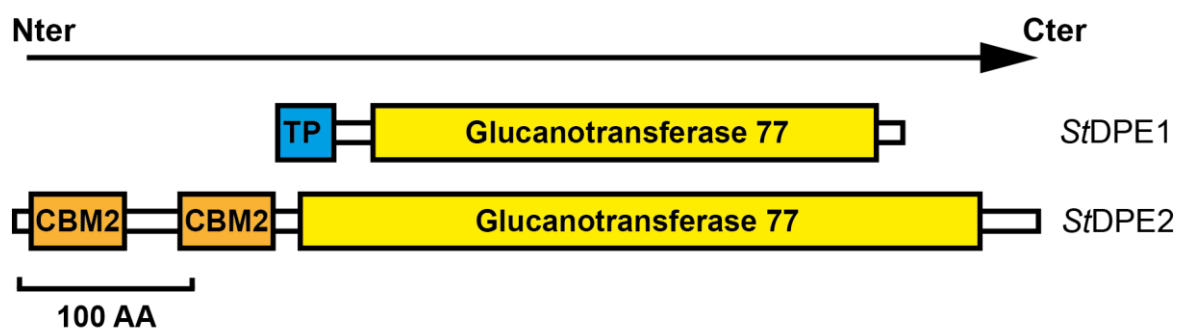 Nter Cter
TP Glucanotransferase 77 StDPE1
CBM2 CBM2 Glucanotransferase 77 StDPE2
100 AA